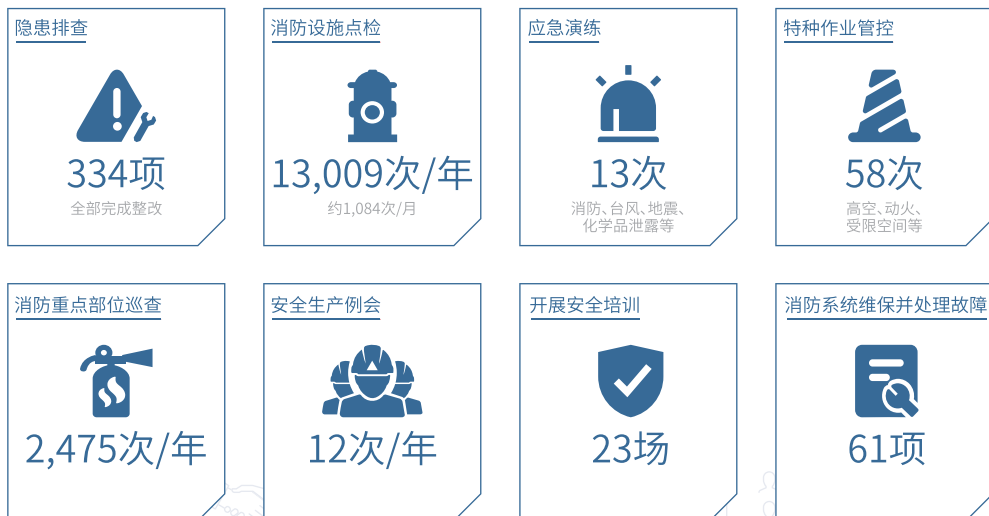 隐患排查
334项
全部完成整改
消防设施点检
13,009次/年
约1,084次/月
应急演练
13次
消防、台风、地震、
化学品泄露等
特种作业管控
58次
高空、动火、
受限空间等
消防重点部位巡查
2,475次/年
安全生产例会
12次/年
开展安全培训
23场
消防系统维保并处理故障
61项